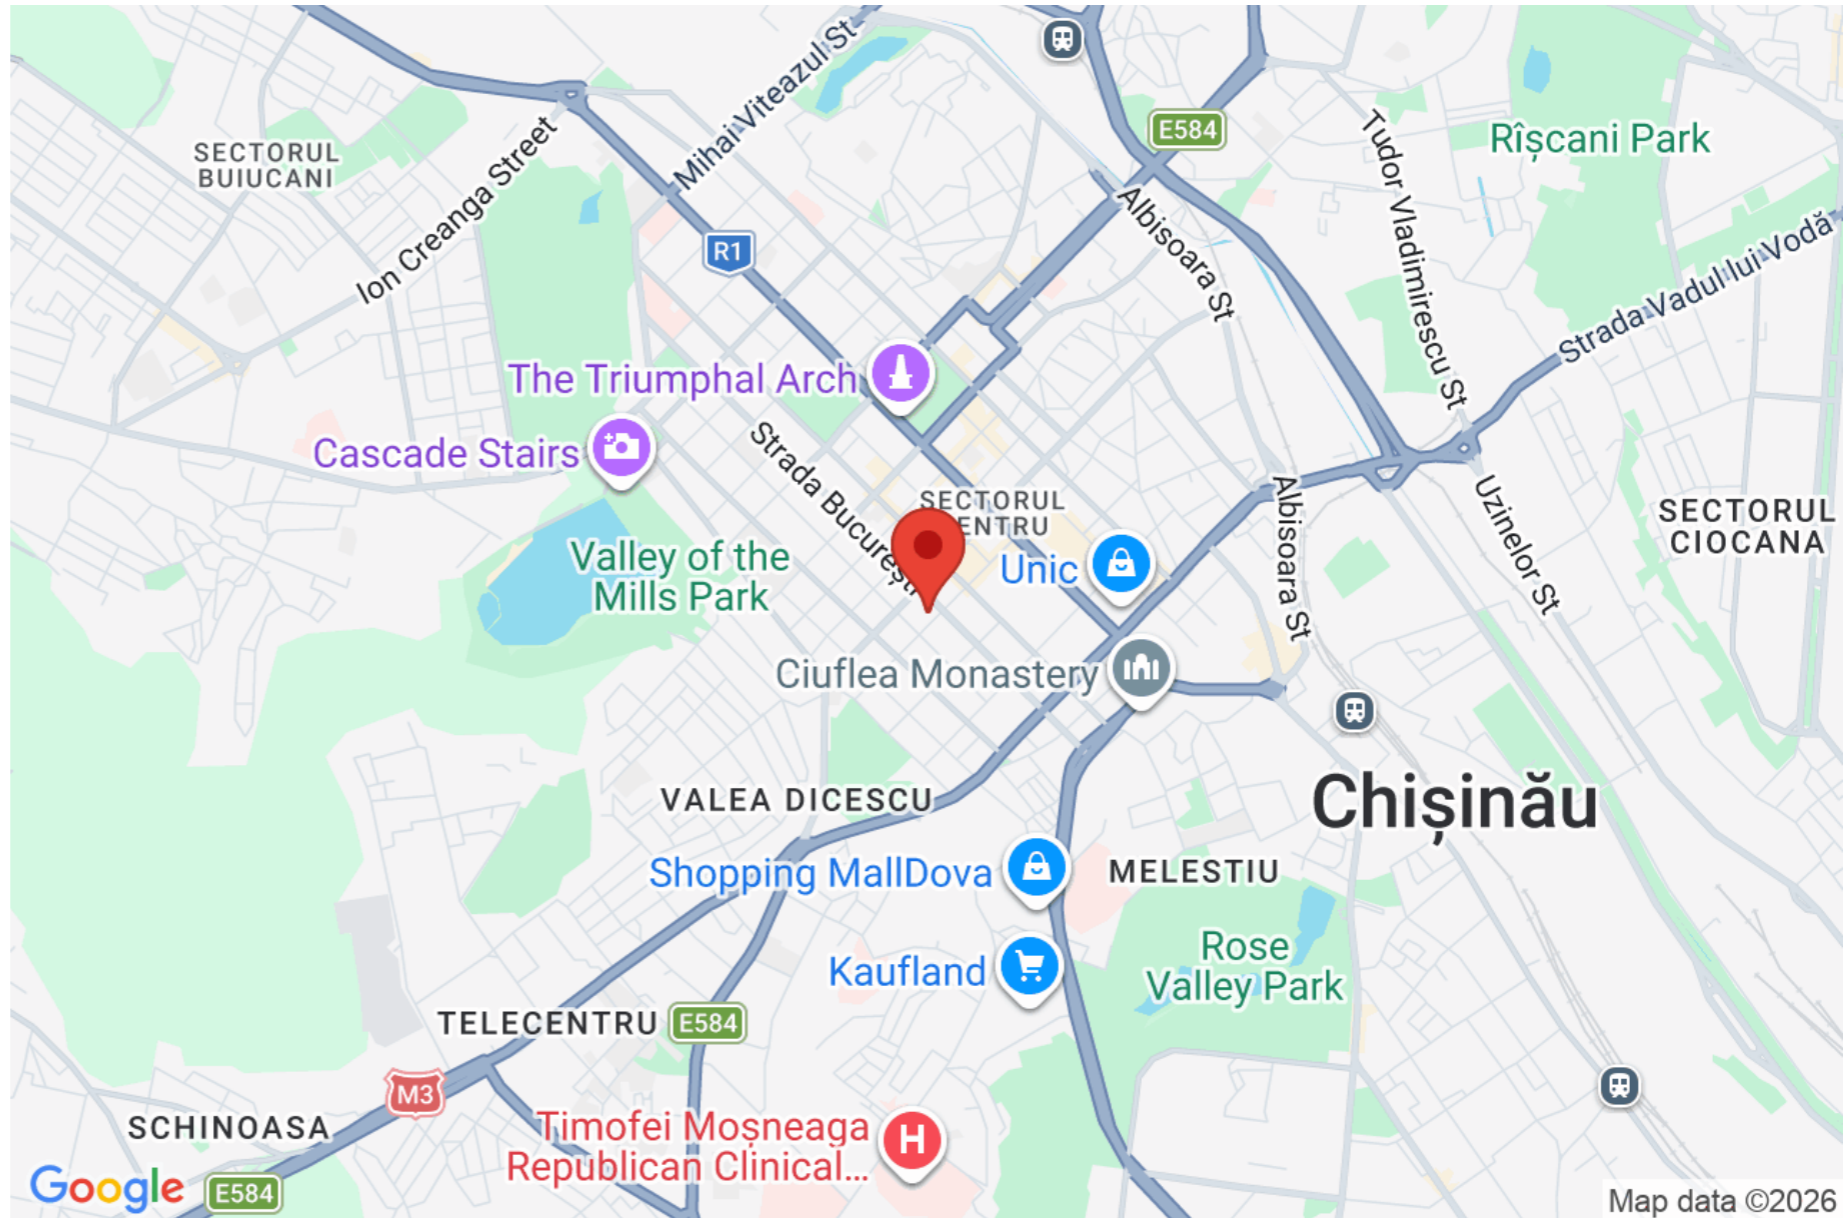 Mihai Viteazul St
E584
Rîșcani Park
SECTORUL
BUIUCANI
Ion Creanga Street
Tudor Vladimirescu St
Albisoara St
R1
Strada Vadul lui Vodă
The Triumphal Arch
Cascade Stairs
Strada București
SECTORUL
ENTRU
Albisoara St
Uzinelor St
SECTORUL
CIOCANA
Valley of the
Mills Park
Unic
Ciuflea Monastery
VALEA DICESCU
Chișinău
Shopping MallDova
MELESTIU
Kaufland
Rose
Valley Park
TELECENTRU
E584
M3
SCHINOASA
Timofei Moșneaga
Republican Clinical...
H
Google
E584
Map data ©2026